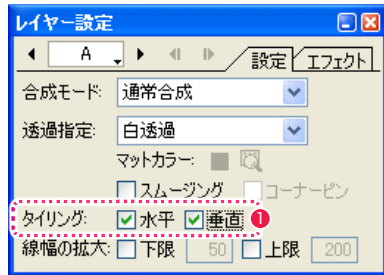 レイヤー設定
A 設定 エフェクト
合成モード: 通常合成
透過指定: 白透過
マットカラー:
スムージング コーナーピン
タイリング: 水平 垂直 1
線幅の拡大: 下限 50 上限 200